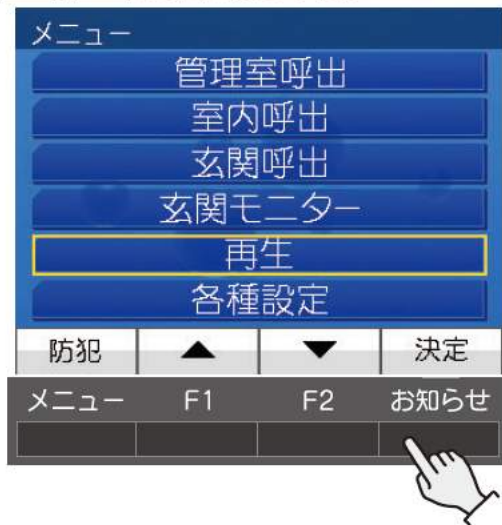 メニュー
管理室呼出
室内呼出
玄関呼出
玄関モニター
再生
各種設定
防犯 ▲ ▼ 決定
メニュー F1 F2 お知らせ